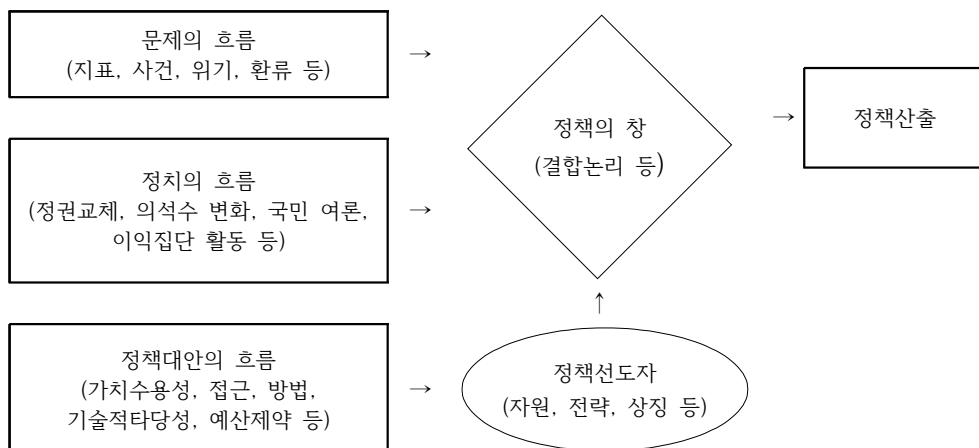 문제의 흐름
(지표, 사건, 위기, 환류 등)
→
정치의 흐름
(정권교체, 의석수 변화, 국민 여론,
이익집단 활동 등)
→
정책대안의 흐름
(가치수용성, 접근, 방법,
기술적타당성, 예산제약 등)
→
정책의 창
(결합논리 등)
↑
정책선도자
(자원, 전략, 상징 등)
→
정책산출